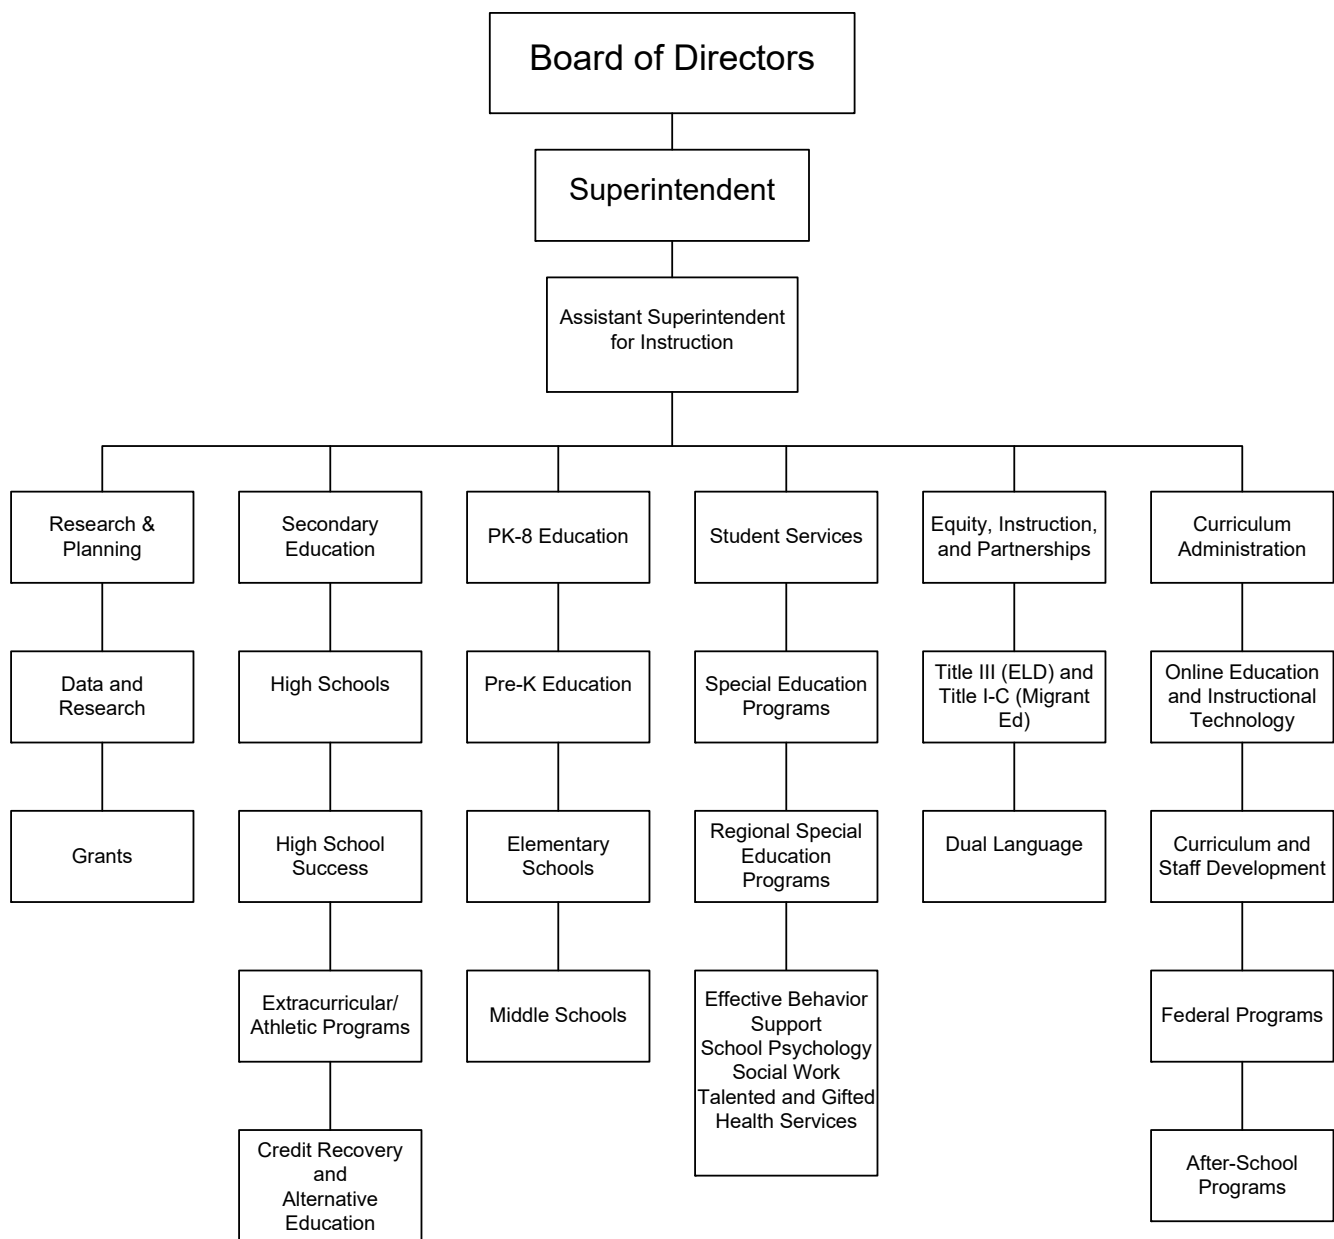 Board of Directors
Superintendent
Assistant Superintendent
for Instruction
Research &
Planning
Secondary
Education
PK-8 Education
Student Services
Equity, Instruction,
and Partnerships
Curriculum
Administration
Data and
Research
High Schools
Pre-K Education
Special Education
Programs
Title III (ELD) and
Title I-C (Migrant
Ed)
Online Education
and Instructional
Technology
Grants
High School
Success
Elementary
Schools
Regional Special
Education
Programs
Dual Language
Curriculum and
Staff Development
Extracurricular/
Athletic Programs
Middle Schools
Effective Behavior
Support
School Psychology
Social Work
Talented and Gifted
Health Services
Federal Programs
Credit Recovery
and
Alternative
Education
After-School
Programs